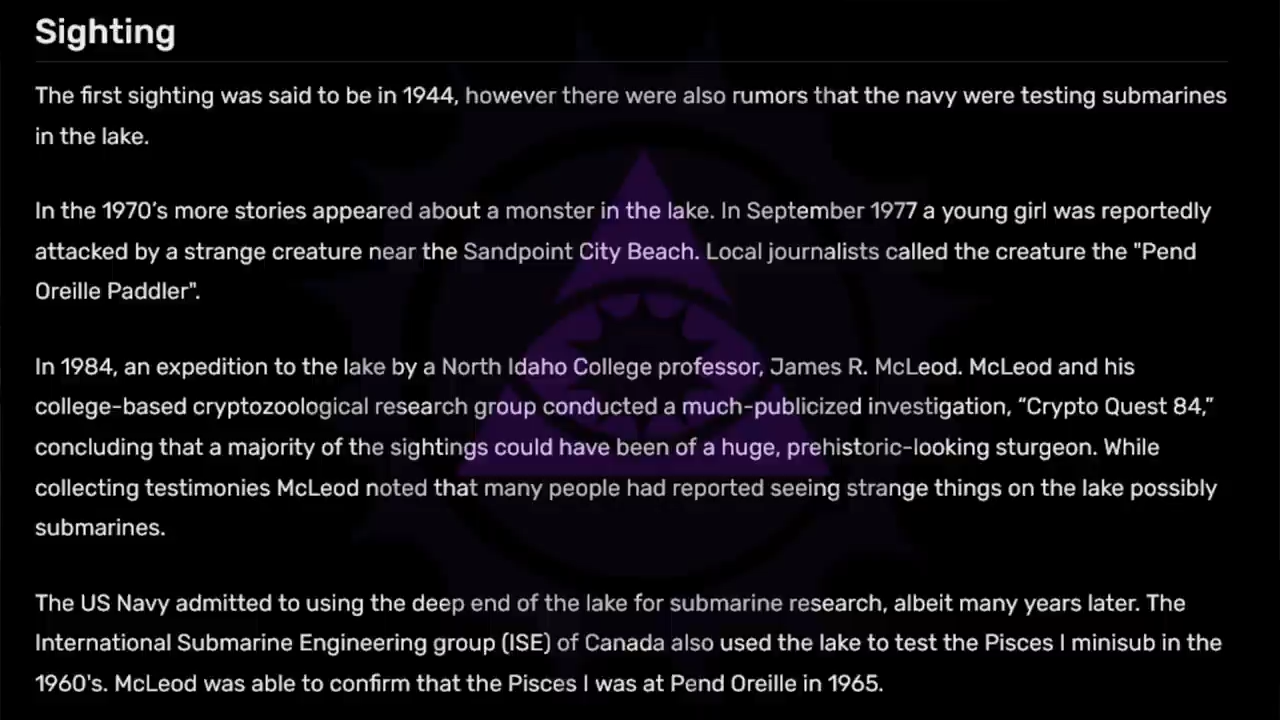 Sighting
The first sighting was said to be in 1944, however there were also rumors that the navy were testing submarines
in the lake.
In the 1970's more stories appeared about a monster in the lake. In September 1977 a young girl was reportedly
attacked by a strange creature near the Sandpoint City Beach. Local journalists called the creature the "Pend
Oreille Paddler".
In 1984, an expedition to the lake by a North Idaho College professor, James R. McLeod. McLeod and his
college-based cryptozoological research group conducted a much-publicized investigation, “Crypto Quest 84,”
concluding that a majority of the sightings could have been of a huge, prehistoric-looking sturgeon. While
collecting testimonies McLeod noted that many people had reported seeing strange things on the lake possibly
submarines.
The US Navy admitted to using the deep end of the lake for submarine research, albeit many years later. The
International Submarine Engineering group (ISE) of Canada also used the lake to test the Pisces I minisub in the
1960's. McLeod was able to confirm that the Pisces I was at Pend Oreille in 1965.